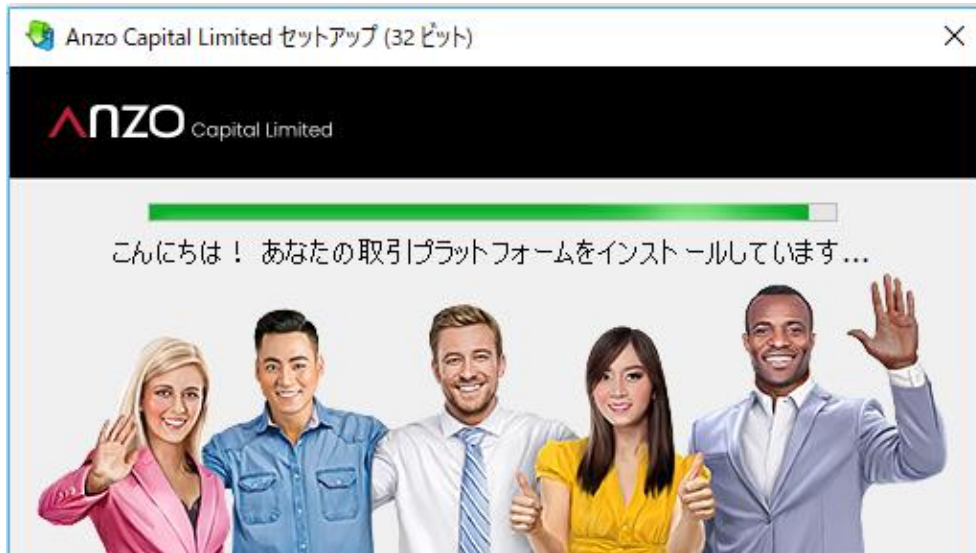 Anzo Capital Limited セットアップ (32 ビット)
ANZO Capital Limited
こんにちは！ あなたの取引プラットフォームをインストールしています...